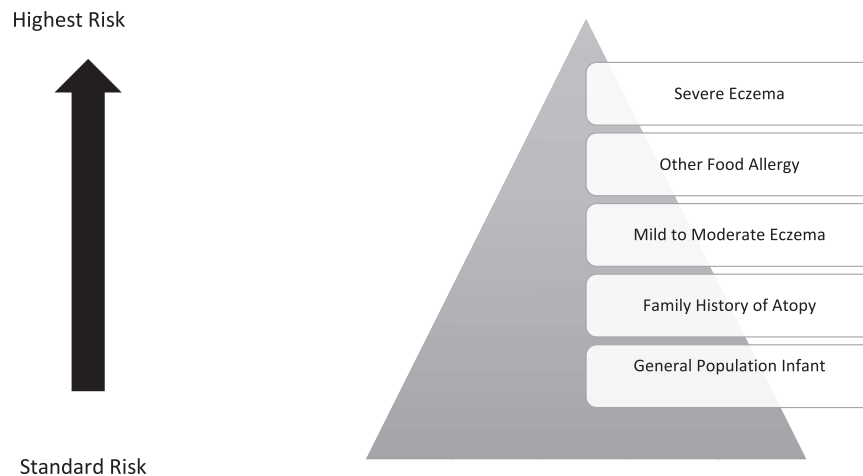 Highest Risk
Severe Eczema
Other Food Allergy
Mild to Moderate Eczema
Family History of Atopy
General Population Infant
Standard Risk